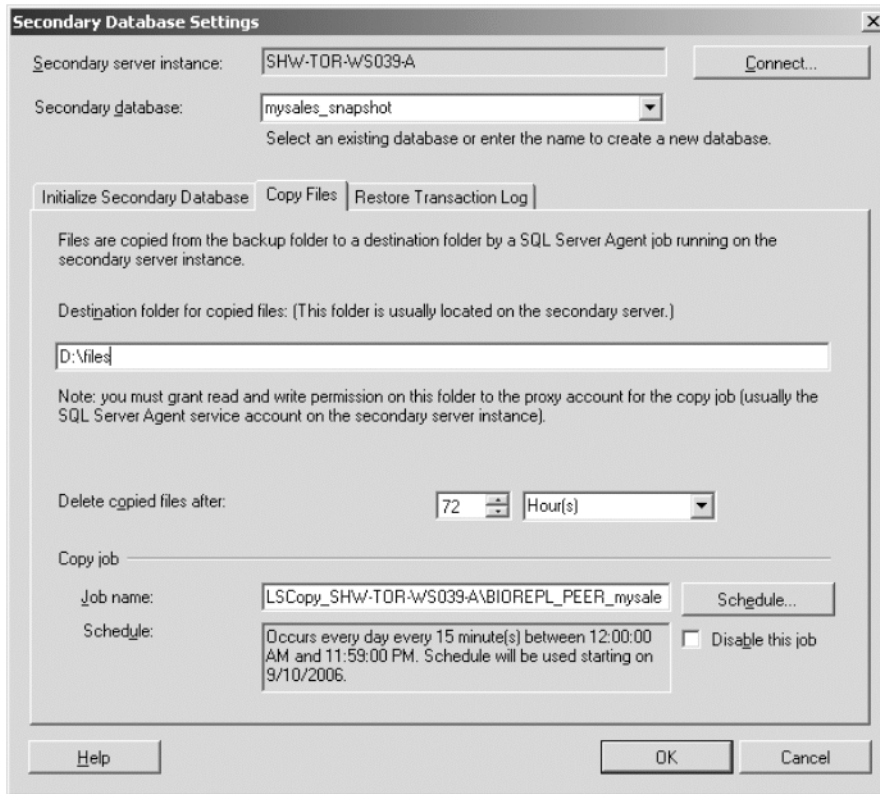 Secondary Database Settings
Secondary server instance:
SHW-TOR-WS039-A
Connect...
Secondary database:
mysales_snapshot
Select an existing database or enter the name to create a new database.
Initialize Secondary Database
Copy Files
Restore Transaction Log
Files are copied from the backup folder to a destination folder by a SQL Server Agent job running on the
secondary server instance.
Destination folder for copied files: (This folder is usually located on the secondary server.)
D:\files
Note: you must grant read and write permission on this folder to the proxy account for the copy job (usually the
SQL Server Agent service account on the secondary server instance).
Delete copied files after:
72
Hour(s)
Copy job
Job name:
LSCopy_SHW-TOR-WS039-A\BIOREPL_PEER_mysale
Schedule...
Schedule:
Occurs every day every 15 minute(s) between 12:00:00
AM and 11:59:00 PM. Schedule will be used starting on
9/10/2006.
Disable this job
Help
OK
Cancel